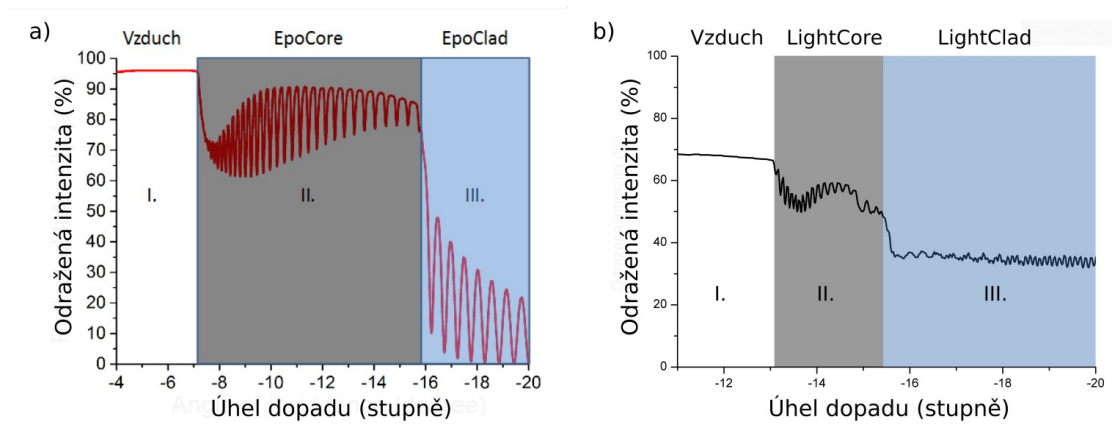 a)
Vzduch EpoCore EpoClad
100
90
80
70
60
50
40
30
20
10
0
I. II. III.
-4 -6 -8 -10 -12 -14 -16 -18 -20
Odražená intenzita (%)
Úhel dopadu (stupně)
b)
Vzduch LightCore LightClad
100
80
60
40
20
0
I. II. III.
-12 -14 -16 -18 -20
Odražená intenzita (%)
Úhel dopadu (stupně)